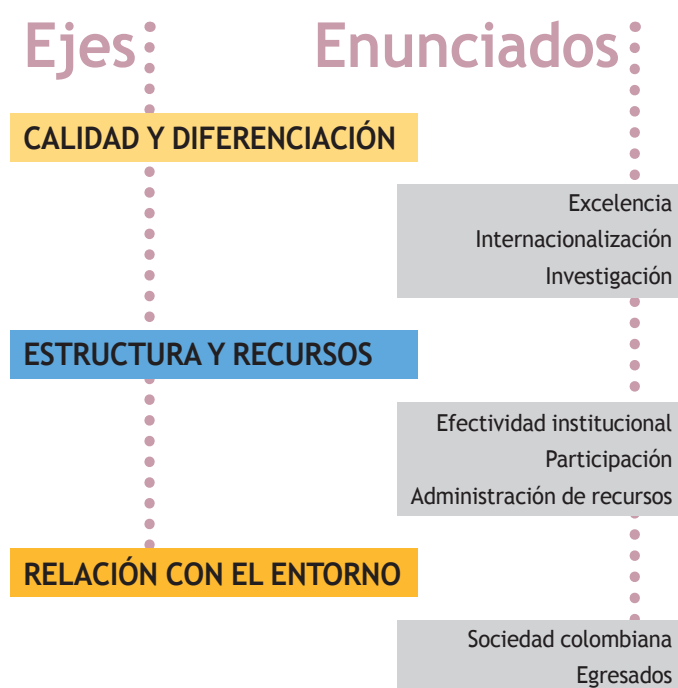 Ejes Enunciados
CALIDAD Y DIFERENCIACIÓN
Excelencia
Internacionalización
Investigación
ESTRUCTURA Y RECURSOS
Efectividad institucional
Participación
Administración de recursos
RELACIÓN CON EL ENTORNO
Sociedad colombiana
Egresados